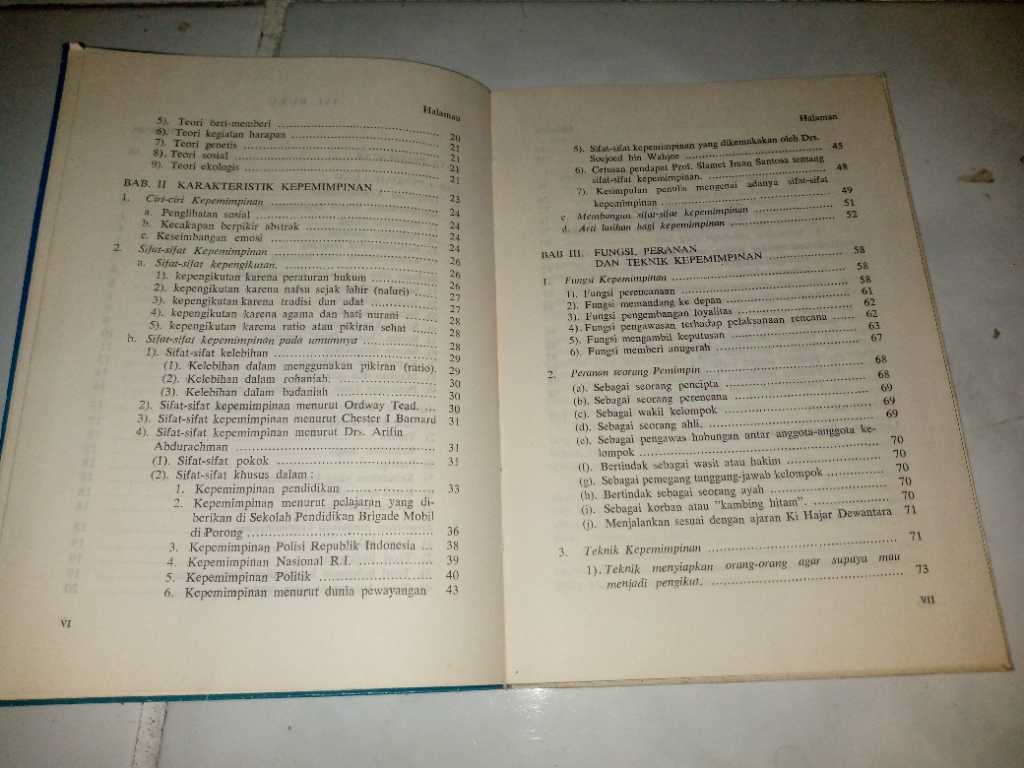 Halaman
5). Teori beri-memberi ........ 20
6). Teori kegiatan harapan ........ 21
7). Teori genetis ........ 21
8). Teori sosial ........ 21
9). Teori ekologis ........ 21
BAB. II KARAKTERISTIK KEPEMIMPINAN ........ 23
1. Ciri-ciri Kepemimpinan ........ 24
a. Penglihatan sosial ........ 24
b. Kecakapan berpikir abstrak ........ 24
c. Keseimbangan emosi ........ 24
2. Sifat-sifat Kepemimpinan ........ 26
a. Sifat-sifat kepengikutan. ........ 26
1). kepengikutan karena peraturan hukum ........ 26
2). kepengikutan karena nafsu sejak lahir (naluri) ..... 27
3). kepengikutan karena tradisi dan adat ........ 27
4). kepengikutan karena agama dan hati nurani ....... 28
5). kepengikutan karena ratio atau pikiran sehat ...... 28
b. Sifat-sifat kepemimpinan pada umumnya ........ 28
1). Sifat-sifat kelebihan ........ 29
(1). Kelebihan dalam menggunakan pikiran (ratio). 29
(2). Kelebihan dalam rohaniah. ........ 30
(3). Kelebihan dalam badaniah ........ 30
2). Sifat-sifat kepemimpinan menurut Ordway Tead. ... 30
3). Sifat-sifat kepemimpinan menurut Chester I Barnard 31
4). Sifat-sifat kepemimpinan menurut Drs. Arifin
Abdurachman ........ 31
(1). Sifat-sifat pokok ........ 31
(2). Sifat-sifat khusus dalam :
1. Kepemimpinan pendidikan ........ 33
2. Kepemimpinan menurut pelajaran yang di-
berikan di Sekolah Pendidikan Brigade Mobil
di Porong ........ 36
3. Kepemimpinan Polisi Republik Indonesia ... 38
4. Kepemimpinan Nasional R.I. ........ 39
5. Kepemimpinan Politik ........ 40
6. Kepemimpinan menurut dunia pewayangan 43
VI
Halaman
5). Sifat-sifat kepemimpinan yang dikemukakan oleh Drs.
Soejoed bin Wahjoe ........ 45
6). Cetusan pendapat Prof. Slamet Iman Santosa tentang
sifat-sifat kepemimpinan. ........ 48
7). Kesimpulan penulis mengenai adanya sifat-sifat
kepemimpinan ........ 49
c. Membangun sifat-sifat kepemimpinan ........ 51
d. Arti latihan bagi kepemimpinan ........ 52
BAB III. FUNGSI, PERANAN
DAN TEKNIK KEPEMIMPINAN ........ 58
1. Fungsi Kepemimpinan ........ 58
1). Fungsi perencanaan ........ 58
2). Fungsi memandang ke depan ........ 61
3). Fungsi pengembangan loyalitas ........ 62
4). Fungsi pengawasan terhadap pelaksanaan rencana ...... 62
5). Fungsi mengambil keputusan ........ 63
6). Fungsi memberi anugerah ........ 67
2. Peranan seorang Pemimpin ........ 68
(a). Sebagai seorang pencipta ........ 68
(b). Sebagai seorang perencana ........ 69
(c). Sebagai wakil kelompok ........ 69
(d). Sebagai seorang ahli. ........
(e). Sebagai pengawas hubungan antar anggota-anggota ke-
lompok ........ 70
(f). Bertindak sebagai wasit atau hakim ........ 70
(g). Sebagai pemegang tanggung-jawab kelompok ........ 70
(h). Bertindak sebagai seorang ayah ........ 70
(i). Sebagai korban atau "kambing hitam". ........ 70
(j). Menjalankan sesuai dengan ajaran Ki Hajar Dewantara 71
3. Teknik Kepemimpinan ........ 71
1). Teknik menyiapkan orang-orang agar supaya mau
menjadi pengikut. ........ 73
VII